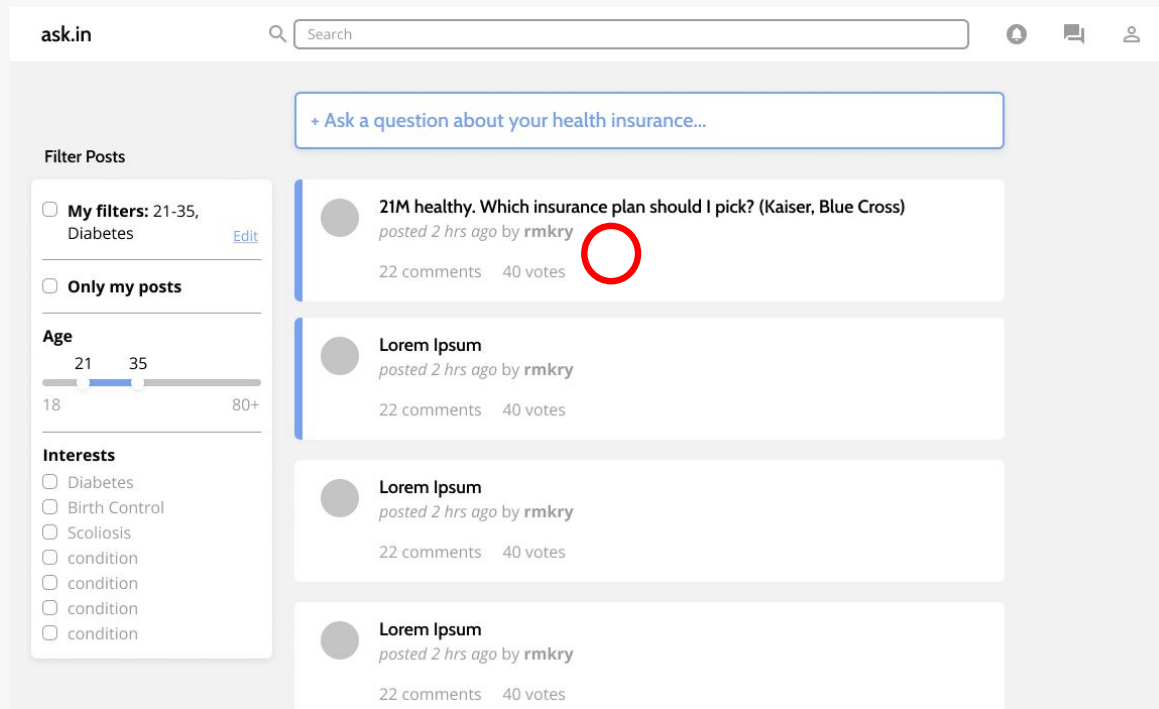 ask.in
Search
+ Ask a question about your health insurance...
Filter Posts
My filters: 21-35,
Diabetes
Edit
Only my posts
Age
21 35
18 80+
Interests
Diabetes
Birth Control
Scoliosis
condition
condition
condition
condition
21M healthy. Which insurance plan should I pick? (Kaiser, Blue Cross)
posted 2 hrs ago by rmkry
22 comments 40 votes
Lorem Ipsum
posted 2 hrs ago by rmkry
22 comments 40 votes
Lorem Ipsum
posted 2 hrs ago by rmkry
22 comments 40 votes
Lorem Ipsum
posted 2 hrs ago by rmkry
22 comments 40 votes